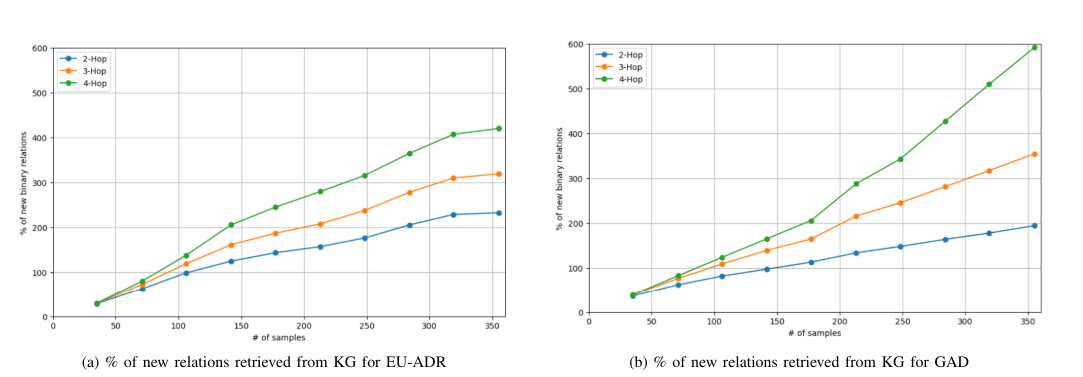 600
500
400
300
200
100
0
% of new binary relations
2-Hop
3-Hop
4-Hop
0 50 100 150 200 250 300 350
# of samples
(a) % of new relations retrieved from KG for EU-ADR
600
500
400
300
200
100
0
% of new binary relations
2-Hop
3-Hop
4-Hop
0 50 100 150 200 250 300 350
# of samples
(b) % of new relations retrieved from KG for GAD